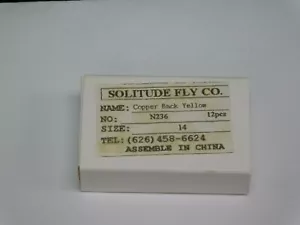 SOLITUDE FLY CO.
NAME: Copper Back Yellow
NO: N236 12pcs
SIZE: 14
TEL: (626) 458-6624
ASSEMBLE IN CHINA